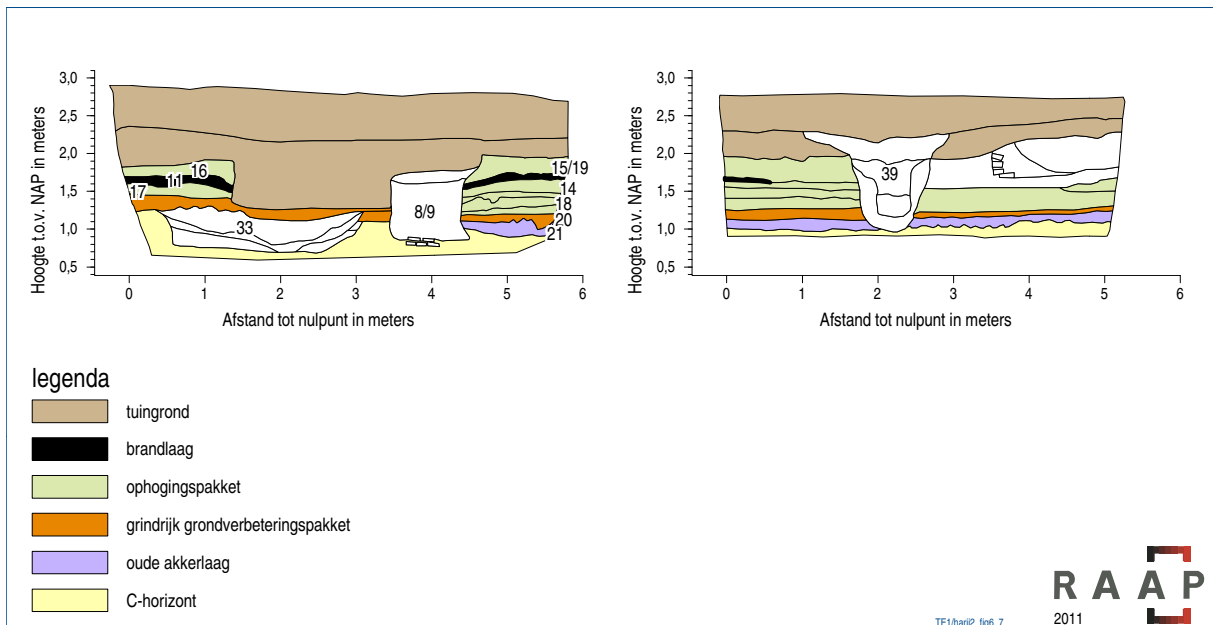 3,0
2,5
2,0
1,5
1,0
0,5
Hoogte t.o.v. NAP in meters
16
11
17
33
8/9
15/19
14
18
20
21
0 1 2 3 4 5 6
Afstand tot nulpunt in meters
3,0
2,5
2,0
1,5
1,0
0,5
Hoogte t.o.v. NAP in meters
39
0 1 2 3 4 5 6
Afstand tot nulpunt in meters
legenda
tuingrond
brandlaag
ophogingspakket
grindrijk grondverbeteringspakket
oude akkerlaag
C-horizont
RAAP
2011
TF1/harji2_fig6_7